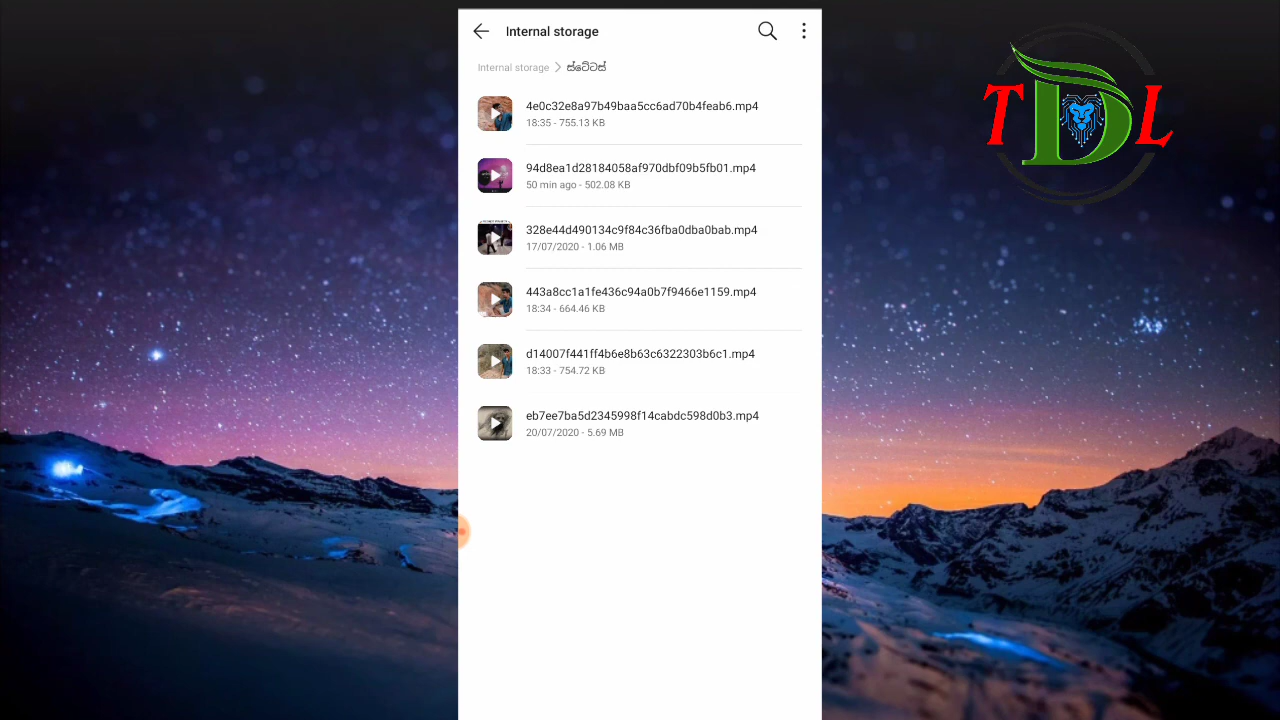 Internal storage
Internal storage > ස්ටේටස්
4e0c32e8a97b49baa5cc6ad70b4feab6.mp4
18:35 - 755.13 KB
94d8ea1d28184058af970dbf09b5fb01.mp4
50 min ago - 502.08 KB
328e44d490134c9f84c36fba0dba0bab.mp4
17/07/2020 - 1.06 MB
443a8cc1a1fe436c94a0b7f9466e1159.mp4
18:34 - 664.46 KB
d14007f441ff4b6e8b63c6322303b6c1.mp4
18:33 - 754.72 KB
eb7ee7ba5d2345998f14cabdc598d0b3.mp4
20/07/2020 - 5.69 MB
TDL